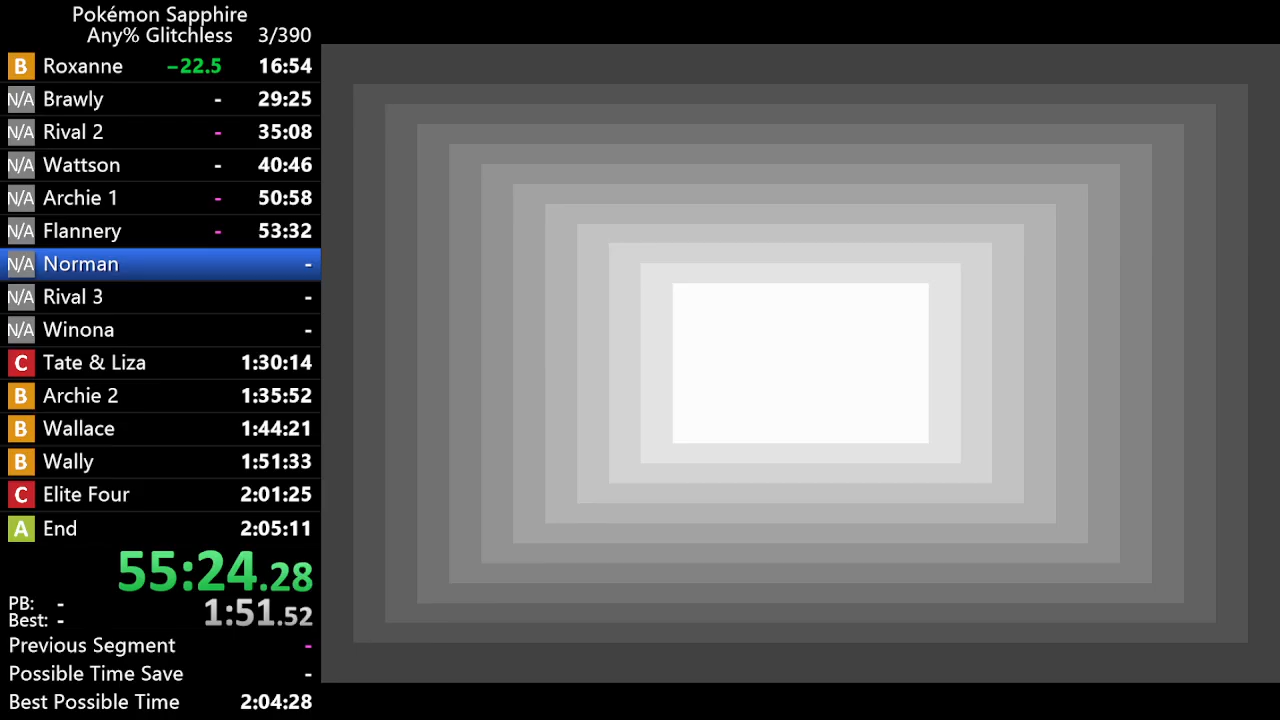 Pokémon Sapphire
Any% Glitchless 3/390
B Roxanne −22.5 16:54
N/A Brawly - 29:25
N/A Rival 2 - 35:08
N/A Wattson - 40:46
N/A Archie 1 - 50:58
N/A Flannery - 53:32
N/A Norman -
N/A Rival 3 -
N/A Winona -
C Tate & Liza 1:30:14
B Archie 2 1:35:52
B Wallace 1:44:21
B Wally 1:51:33
C Elite Four 2:01:25
A End 2:05:11
55:24.28
PB: -
Best: - 1:51.52
Previous Segment -
Possible Time Save -
Best Possible Time 2:04:28